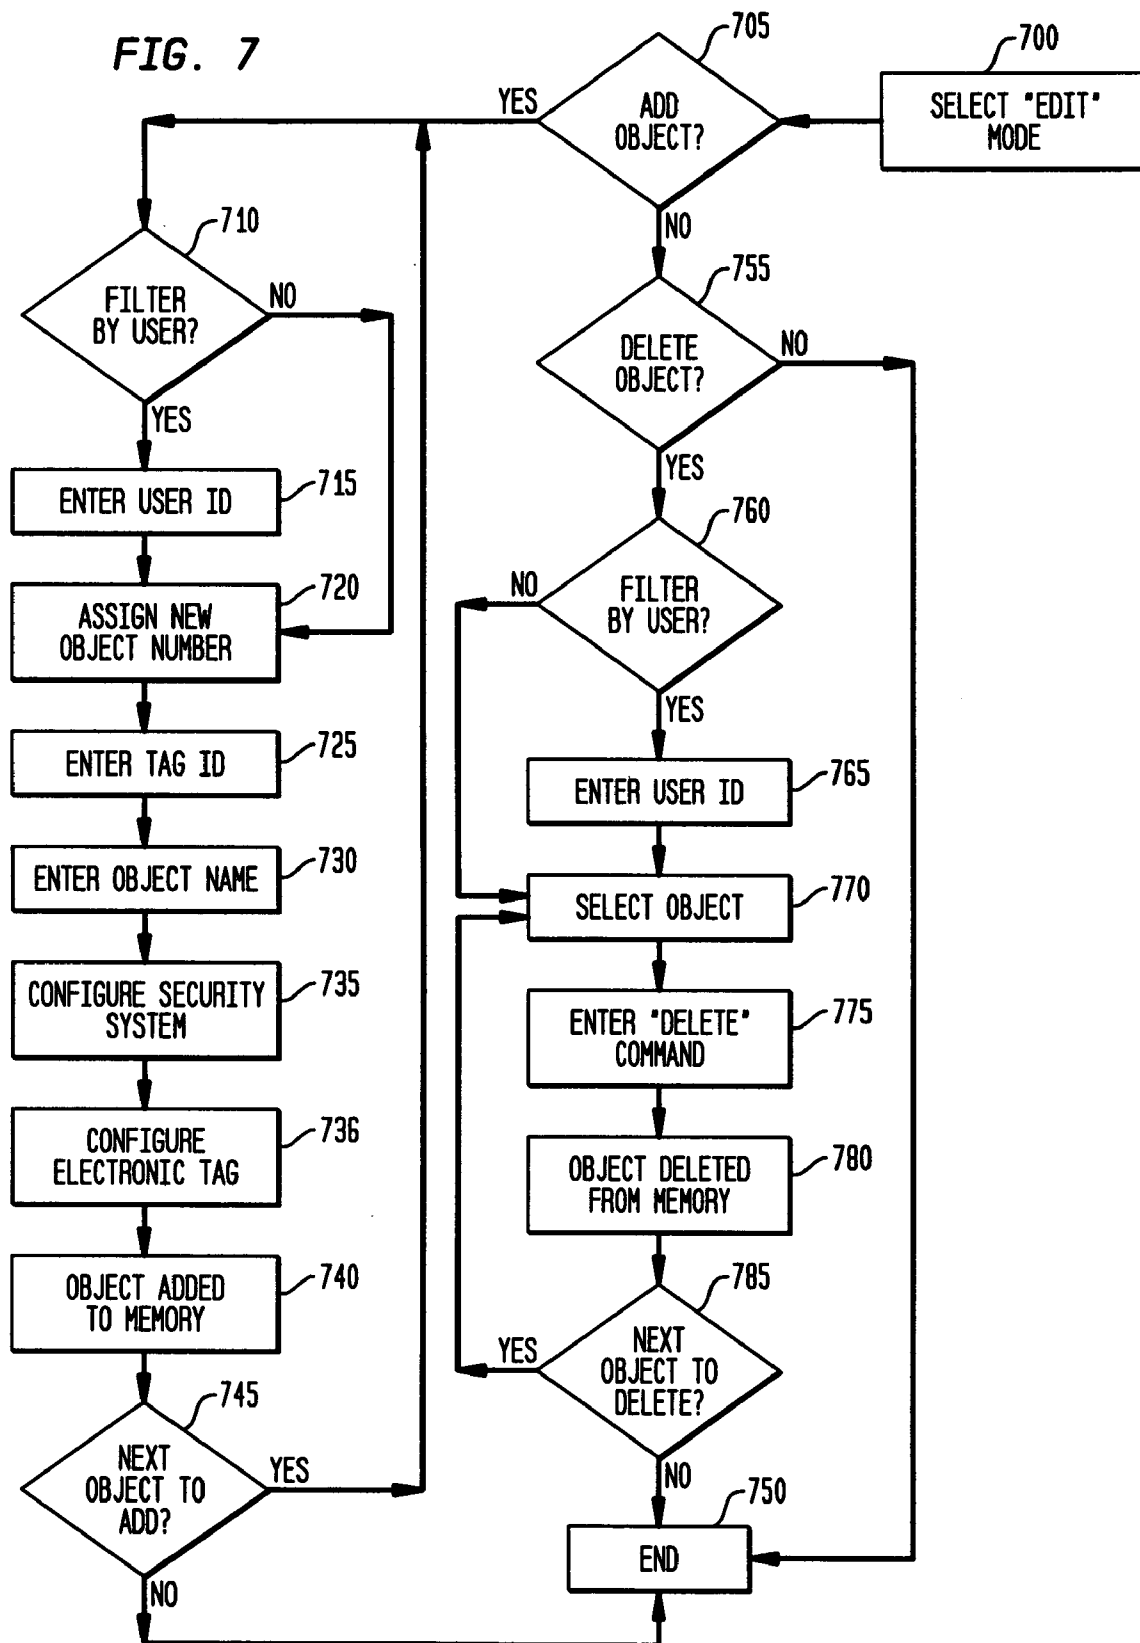 FIG. 7
700
SELECT "EDIT"
MODE
705
ADD
OBJECT?
YES
NO
710
FILTER
BY USER?
NO
YES
715
ENTER USER ID
720
ASSIGN NEW
OBJECT NUMBER
725
ENTER TAG ID
730
ENTER OBJECT NAME
735
CONFIGURE SECURITY
SYSTEM
736
CONFIGURE
ELECTRONIC TAG
740
OBJECT ADDED
TO MEMORY
745
NEXT
OBJECT TO
ADD?
YES
NO
755
DELETE
OBJECT?
NO
YES
760
FILTER
BY USER?
NO
YES
765
ENTER USER ID
770
SELECT OBJECT
775
ENTER "DELETE"
COMMAND
780
OBJECT DELETED
FROM MEMORY
785
NEXT
OBJECT TO
DELETE?
YES
NO
750
END